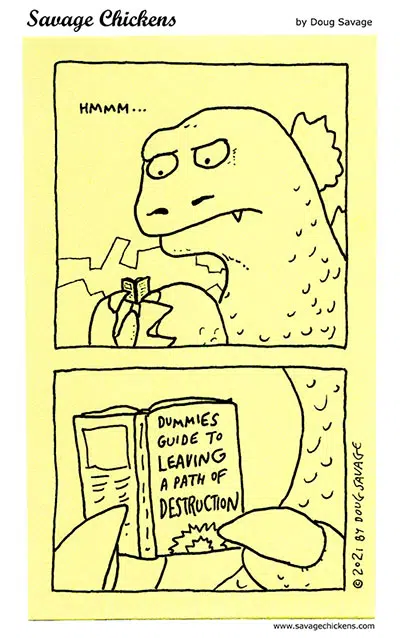 Savage Chickens
by Doug Savage
HMMM...
DUMMIES
GUIDE TO
LEAVING
A PATH OF
DESTRUCTION
© 2021 BY DOUG SAVAGE
www.savagechickens.com